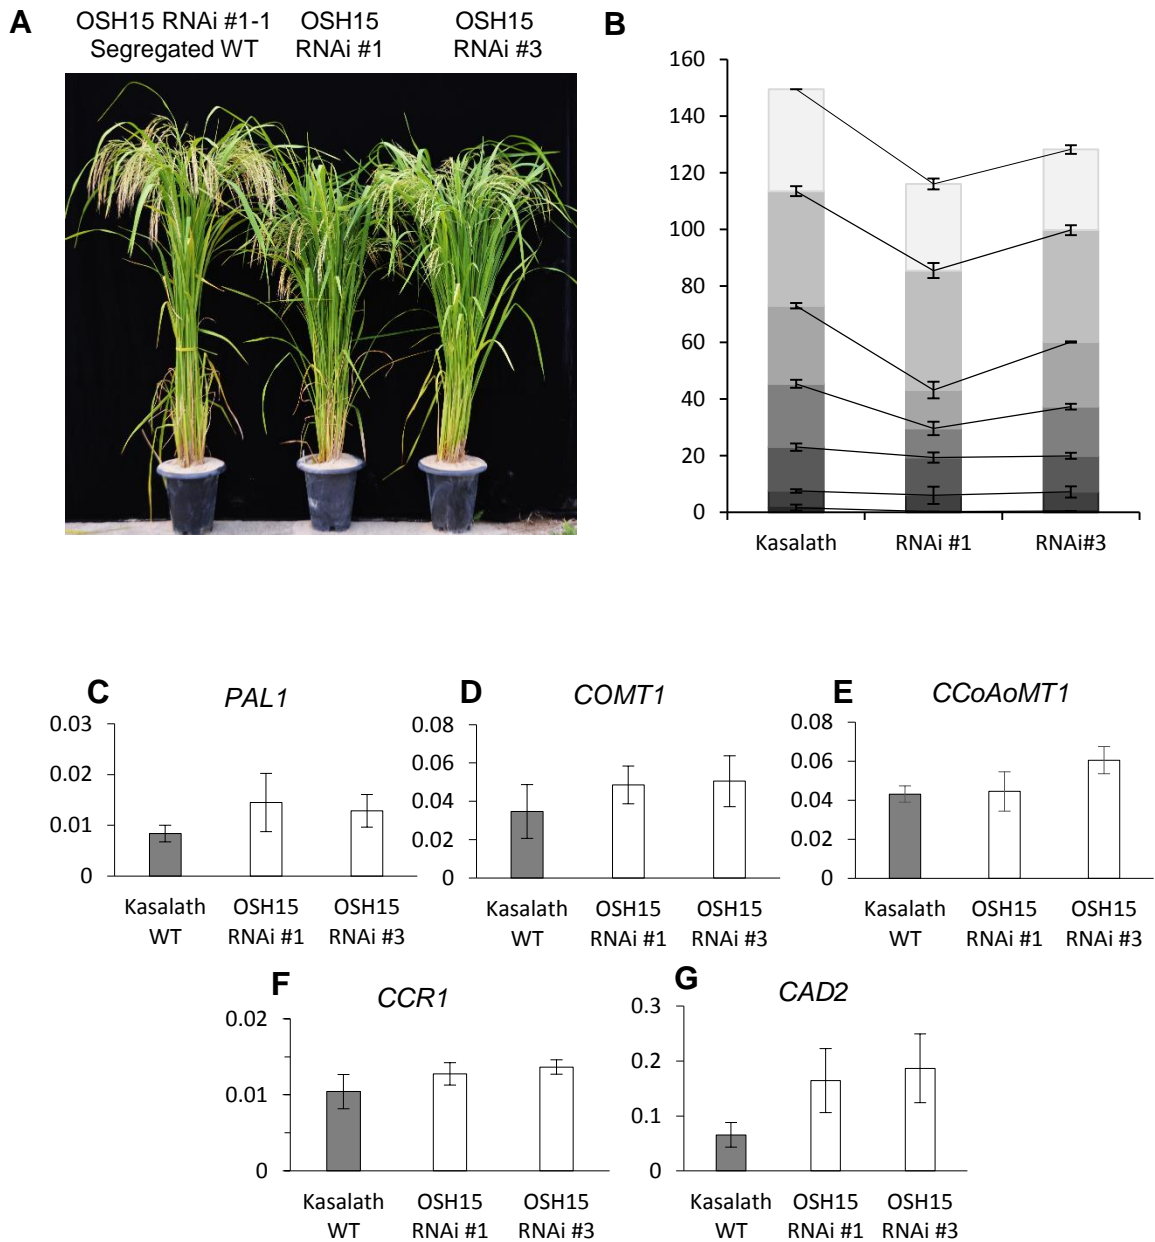 A
OSH15 RNAi #1-1
Segregated WT
OSH15
RNAi #1
OSH15
RNAi #3
B
160
140
120
100
80
60
40
20
0
Kasalath
RNAi #1
RNAi#3
C
PAL1
0.03
0.02
0.01
0
Kasalath
WT
OSH15
RNAi #1
OSH15
RNAi #3
D
COMT1
0.08
0.06
0.04
0.02
0
Kasalath
WT
OSH15
RNAi #1
OSH15
RNAi #3
E
CCoAoMT1
0.08
0.06
0.04
0.02
0
Kasalath
WT
OSH15
RNAi #1
OSH15
RNAi #3
F
CCR1
0.02
0.01
0
Kasalath
WT
OSH15
RNAi #1
OSH15
RNAi #3
G
CAD2
0.3
0.2
0.1
0
Kasalath
WT
OSH15
RNAi #1
OSH15
RNAi #3